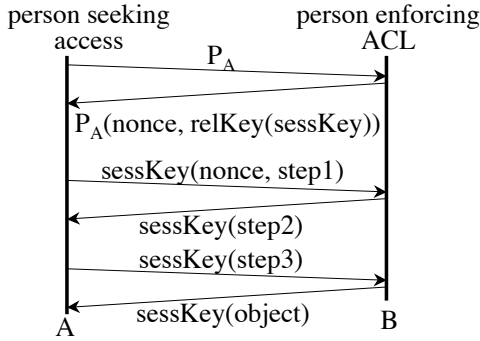 person seeking
access
person enforcing
ACL
P_A
P_A(nonce, relKey(sessKey))
sessKey(nonce, step1)
sessKey(step2)
sessKey(step3)
sessKey(object)
A
B